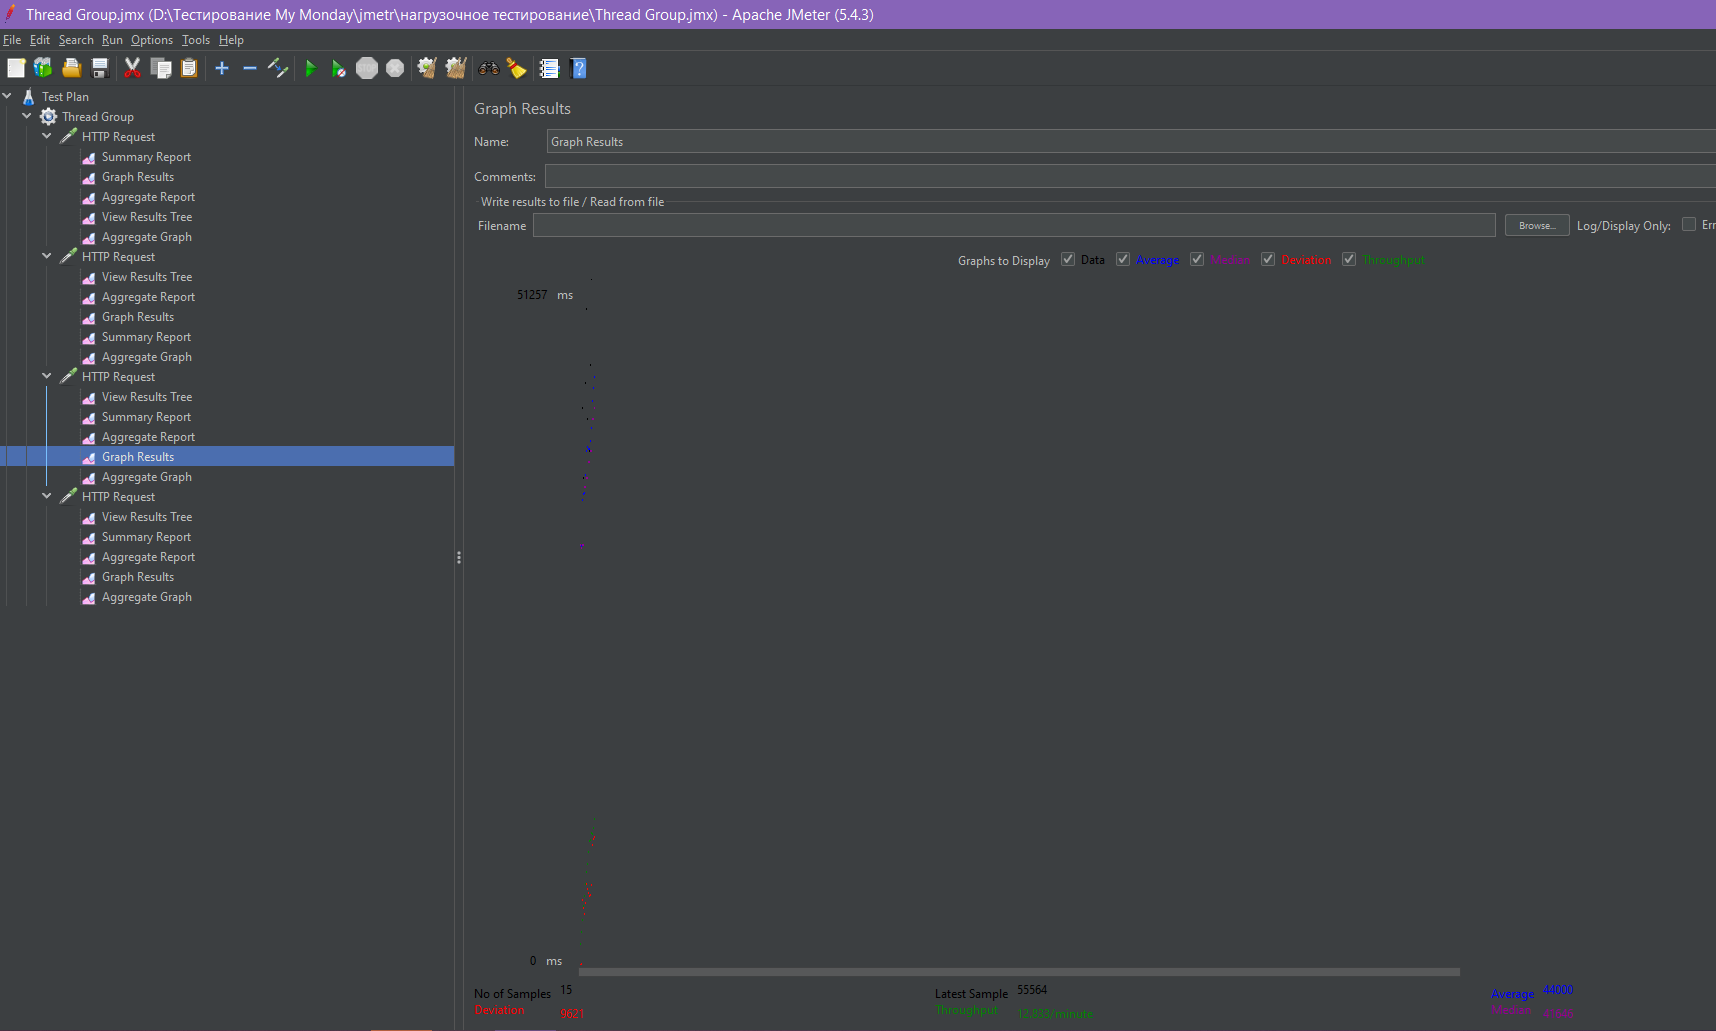 Thread Group.jmx (D:\Тестирование My Monday\jmetr\нагрузочное тестирование\Thread Group.jmx) - Apache JMeter (5.4.3)
File Edit Search Run Options Tools Help
Test Plan
Thread Group
HTTP Request
Summary Report
Graph Results
Aggregate Report
View Results Tree
Aggregate Graph
HTTP Request
View Results Tree
Aggregate Report
Graph Results
Summary Report
Aggregate Graph
HTTP Request
View Results Tree
Summary Report
Aggregate Report
Graph Results
Aggregate Graph
HTTP Request
View Results Tree
Summary Report
Aggregate Report
Graph Results
Aggregate Graph
Graph Results
Name: Graph Results
Comments:
Write results to file / Read from file
Filename Browse... Log/Display Only: Err
Graphs to Display Data Average Median Deviation Throughput
51257 ms
0 ms
No of Samples 15 Latest Sample 55564 Average 44000
Deviation 9621 Throughput 12.833/minute Median